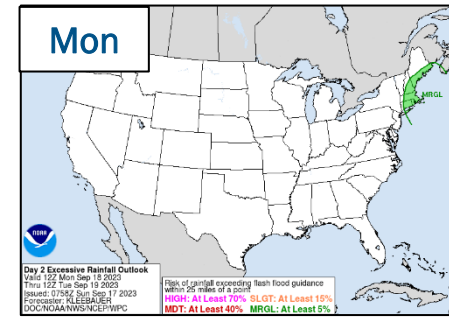 Mon
MRGL
NOAA
Day 2 Excessive Rainfall Outlook
Valid 12Z Mon Sep 18 2023
Thru 12Z Tue Sep 19 2023
Issued: 0758Z Sun Sep 17 2023
Forecaster: KLEEBAUER
DOC/NOAA/NWS/NCEP/WPC
Risk of rainfall exceeding flash flood guidance
within 25 miles of a point
HIGH: At Least 70% SLGT: At Least 15%
MDT: At Least 40% MRGL: At Least 5%